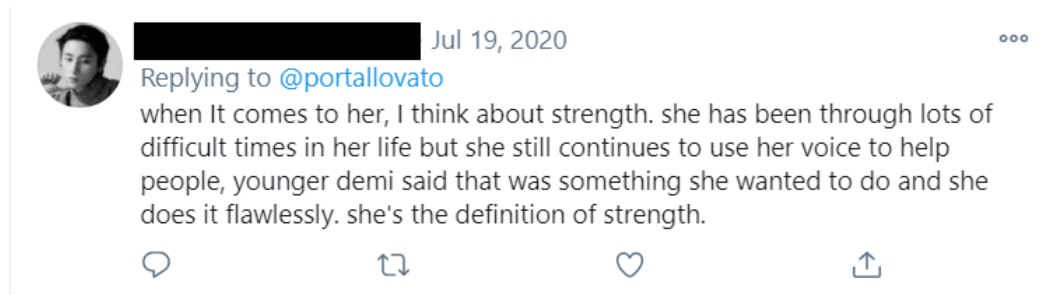 Jul 19, 2020
Replying to @portallovato
when It comes to her, I think about strength. she has been through lots of
difficult times in her life but she still continues to use her voice to help
people, younger demi said that was something she wanted to do and she
does it flawlessly. she's the definition of strength.